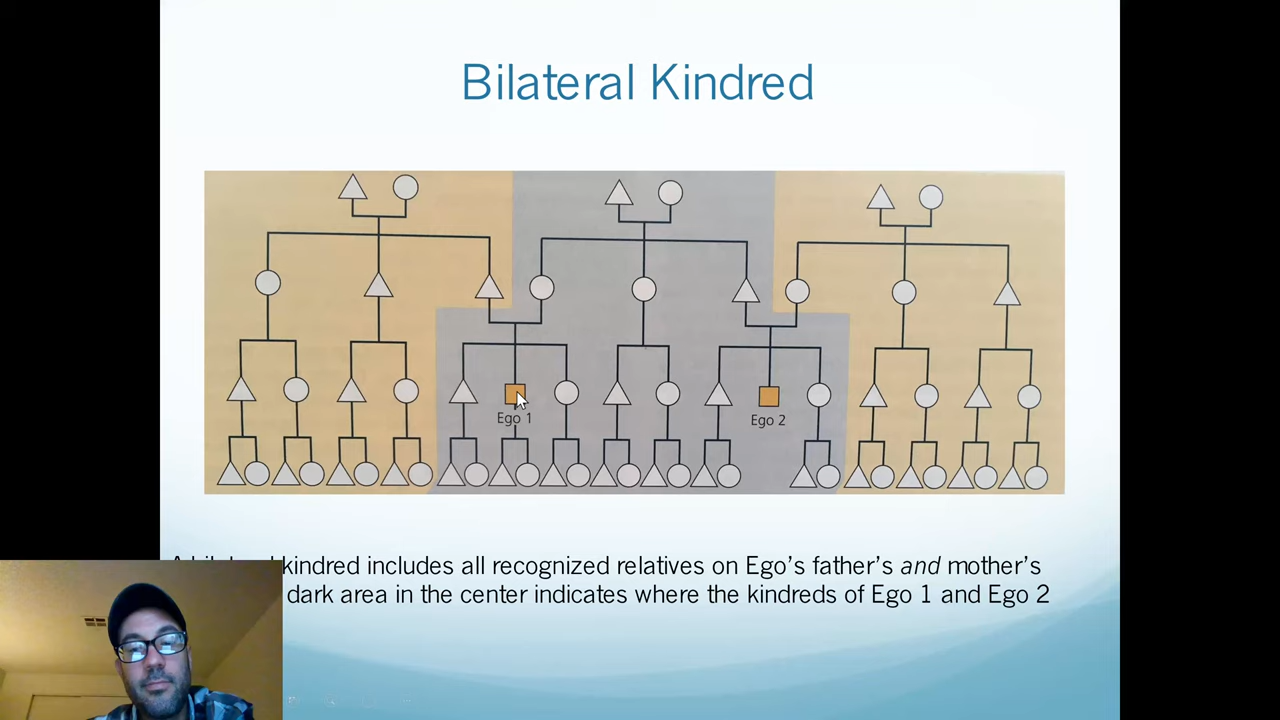 Bilateral Kindred
Ego 1
Ego 2
kindred includes all recognized relatives on Ego's father's and mother's
dark area in the center indicates where the kindreds of Ego 1 and Ego 2